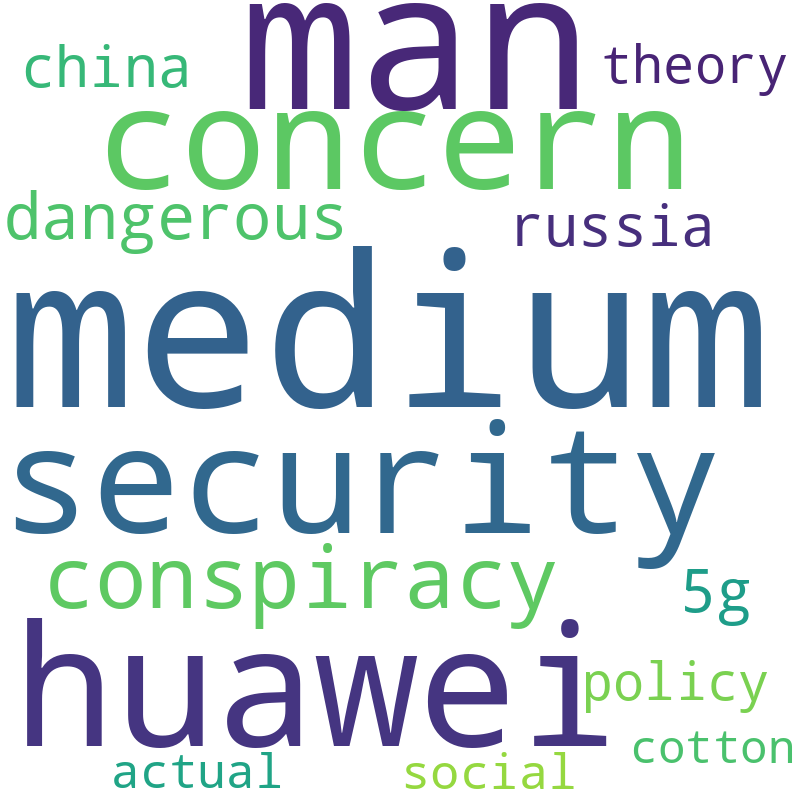 man
china
theory
concern
dangerous
russia
medium
security
conspiracy
5g
huawei
policy
cotton
actual
social